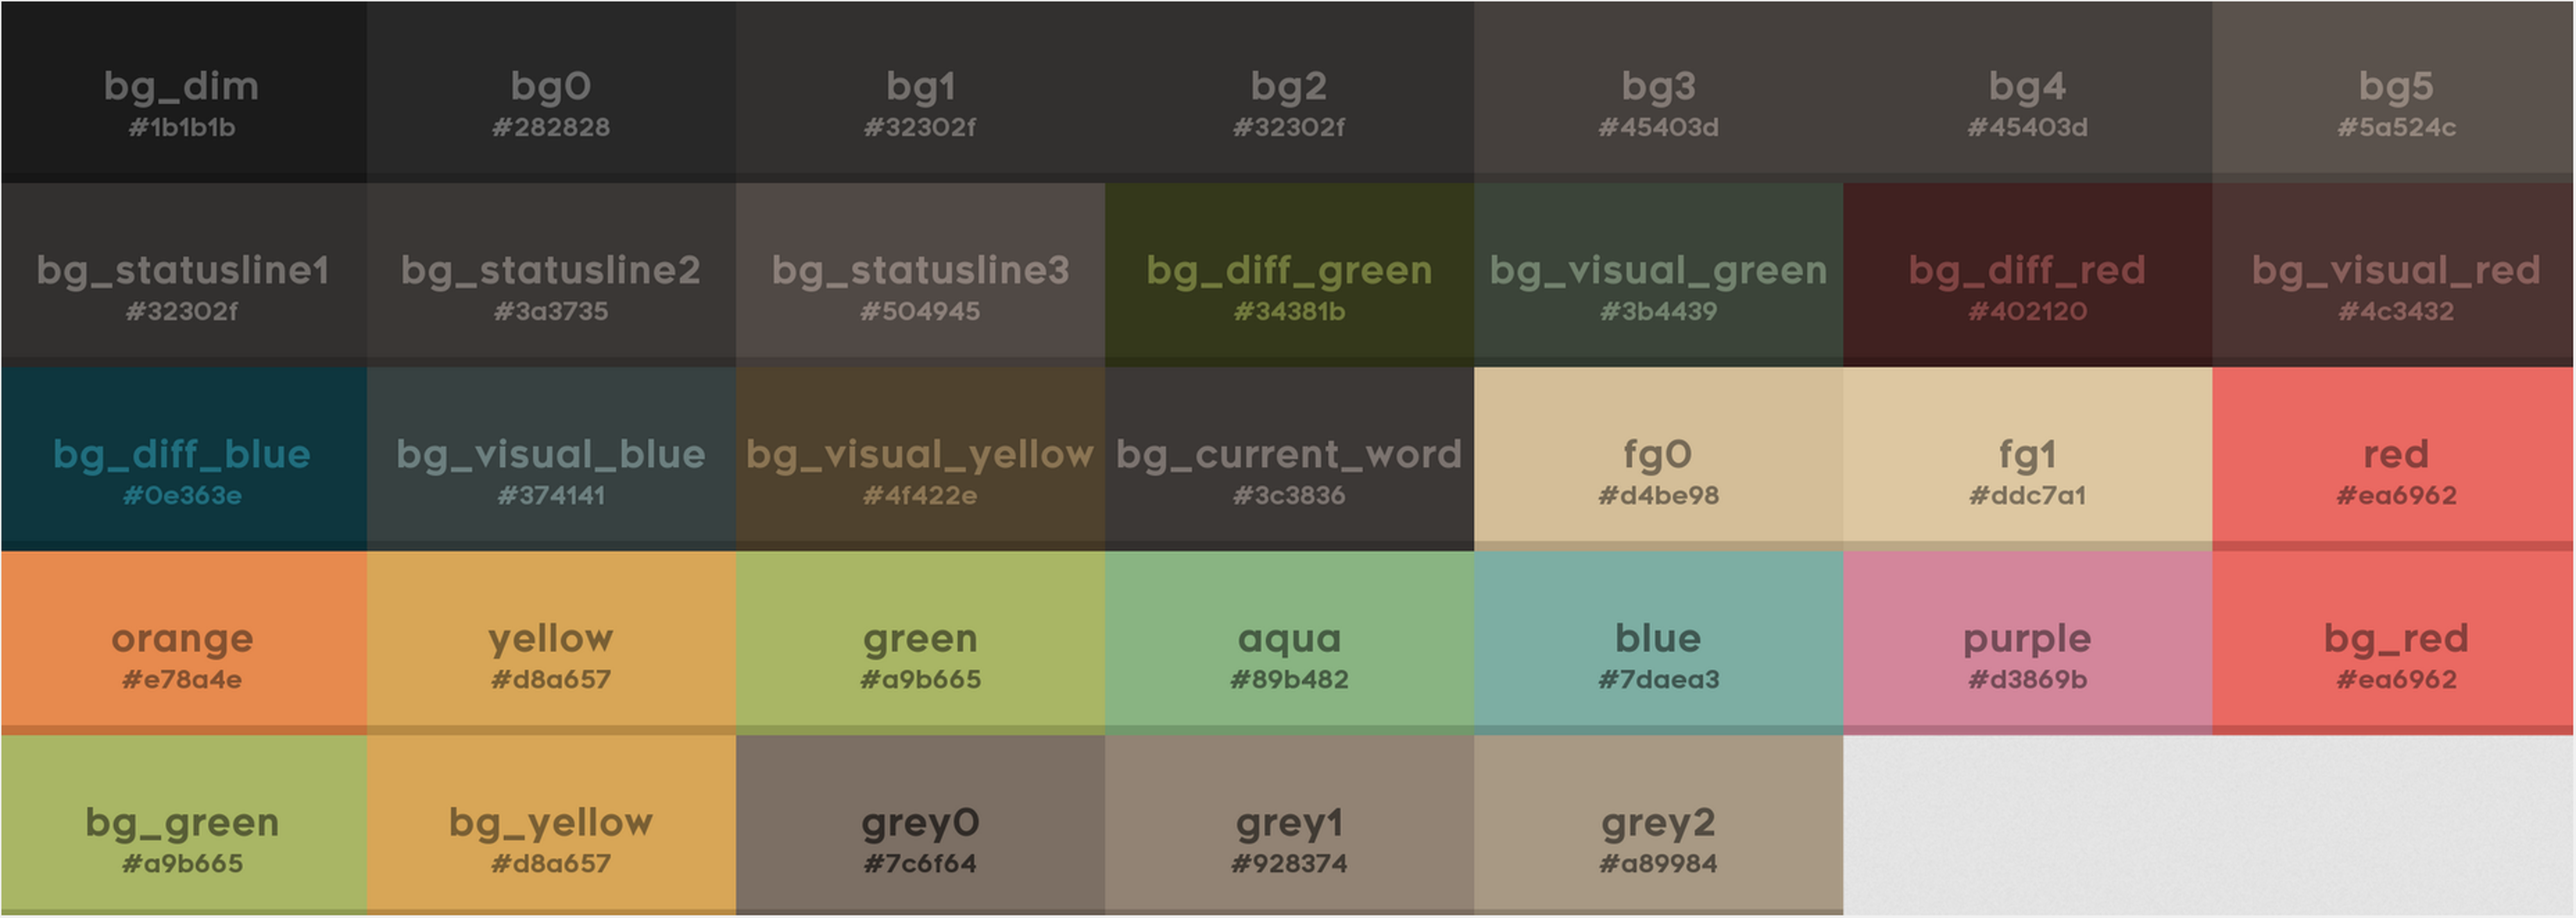 bg_dim
#1b1b1b
bg0
#282828
bg1
#32302f
bg2
#32302f
bg3
#45403d
bg4
#45403d
bg5
#5a524c
bg_statusline1
#32302f
bg_statusline2
#3a3735
bg_statusline3
#504945
bg_diff_green
#34381b
bg_visual_green
#3b4439
bg_diff_red
#402120
bg_visual_red
#4c3432
bg_diff_blue
#0e363e
bg_visual_blue
#374141
bg_visual_yellow
#4f422e
bg_current_word
#3c3836
fg0
#d4be98
fg1
#ddc7a1
red
#ea6962
orange
#e78a4e
yellow
#d8a657
green
#a9b665
aqua
#89b482
blue
#7daea3
purple
#d3869b
bg_red
#ea6962
bg_green
#a9b665
bg_yellow
#d8a657
grey0
#7c6f64
grey1
#928374
grey2
#a89984